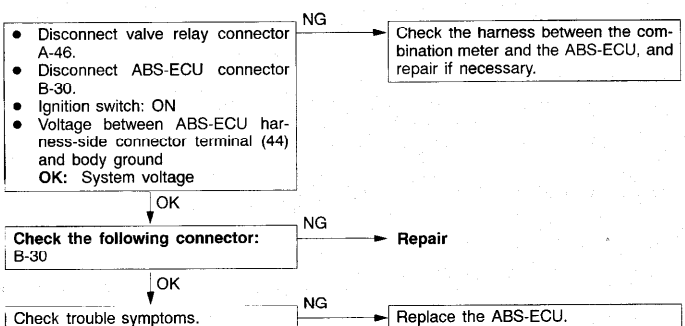 ● Disconnect valve relay connector
A-46.
● Disconnect ABS-ECU connector
B-30.
● Ignition switch: ON
● Voltage between ABS-ECU har-
ness-side connector terminal (44)
and body ground
OK: System voltage
NG
Check the harness between the com-
bination meter and the ABS-ECU, and
repair if necessary.
OK
Check the following connector:
B-30
NG
Repair
OK
Check trouble symptoms.
NG
Replace the ABS-ECU.